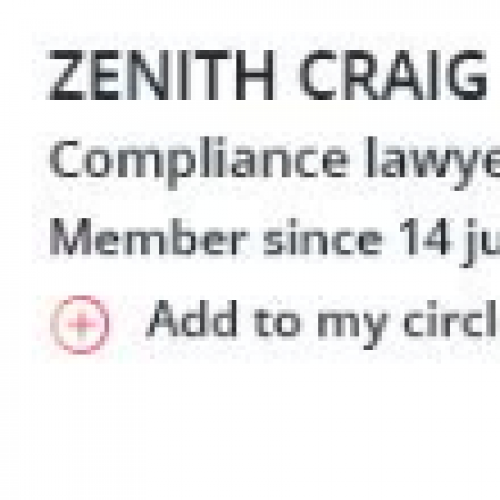 ZENITH CRAIG
Compliance lawye
Member since 14 ju
Add to my circl